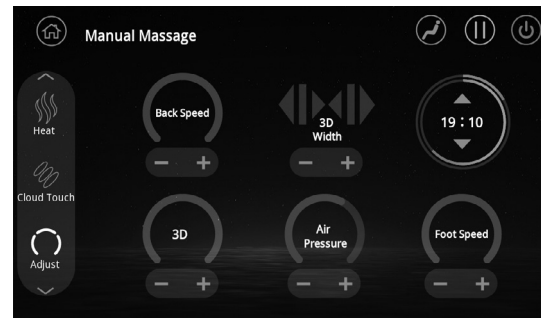 Manual Massage
Heat
Cloud Touch
Adjust
Back Speed
− +
3D
Width
− +
19:10
3D
− +
Air
Pressure
− +
Foot Speed
− +